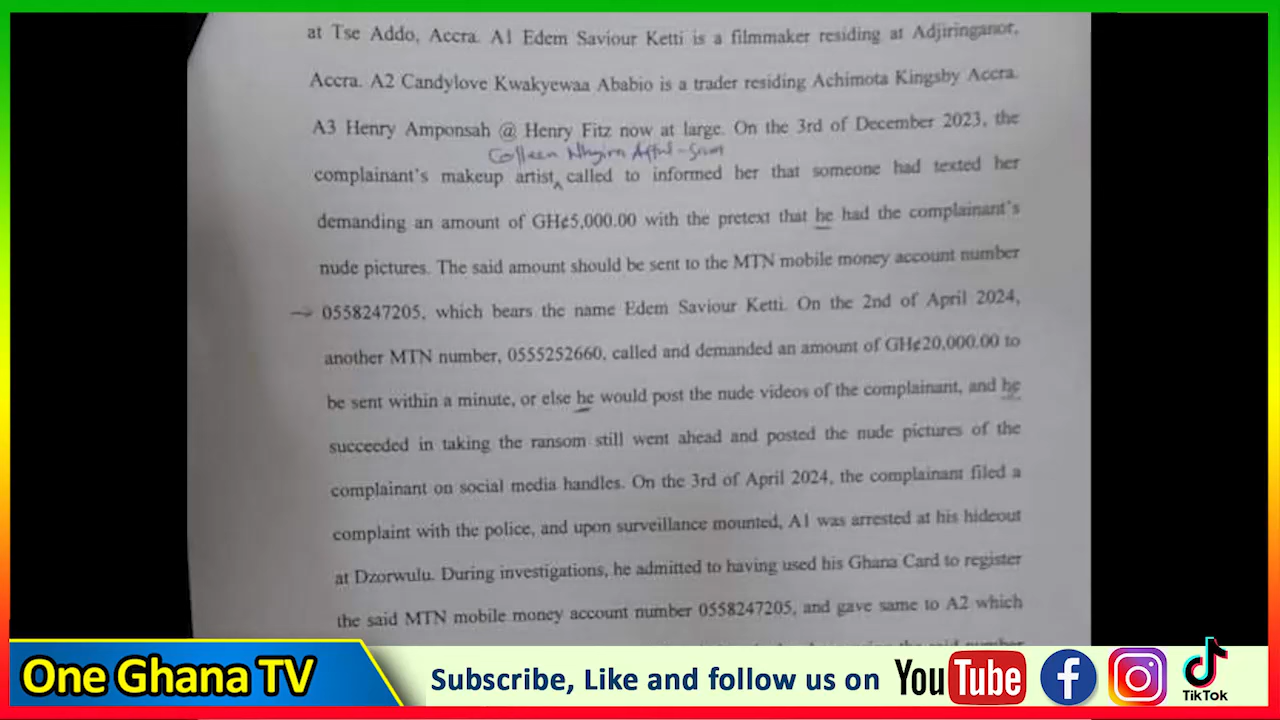 at Tse Addo, Accra. A1 Edem Saviour Ketti is a filmmaker residing at Adjiringanor,
Accra. A2 Candylove Kwakyewaa Ababio is a trader residing Achimota Kingsby Accra.
A3 Henry Amponsah @ Henry Fitz now at large. On the 3rd of December 2023, the
Colleen
complainant's makeup artist‸ called to informed her that someone had texted her
demanding an amount of GH¢5,000.00 with the pretext that he had the complainant's
nude pictures. The said amount should be sent to the MTN mobile money account number
→ 0558247205, which bears the name Edem Saviour Ketti. On the 2nd of April 2024,
another MTN number, 0555252660, called and demanded an amount of GH¢20,000.00 to
be sent within a minute, or else he would post the nude videos of the complainant, and he
succeeded in taking the ransom still went ahead and posted the nude pictures of the
complainant on social media handles. On the 3rd of April 2024, the complainant filed a
complaint with the police, and upon surveillance mounted, A1 was arrested at his hideout
at Dzorwulu. During investigations, he admitted to having used his Ghana Card to register
the said MTN mobile money account number 0558247205, and gave same to A2 which
One Ghana TV
Subscribe, Like and follow us on YouTube
TikTok